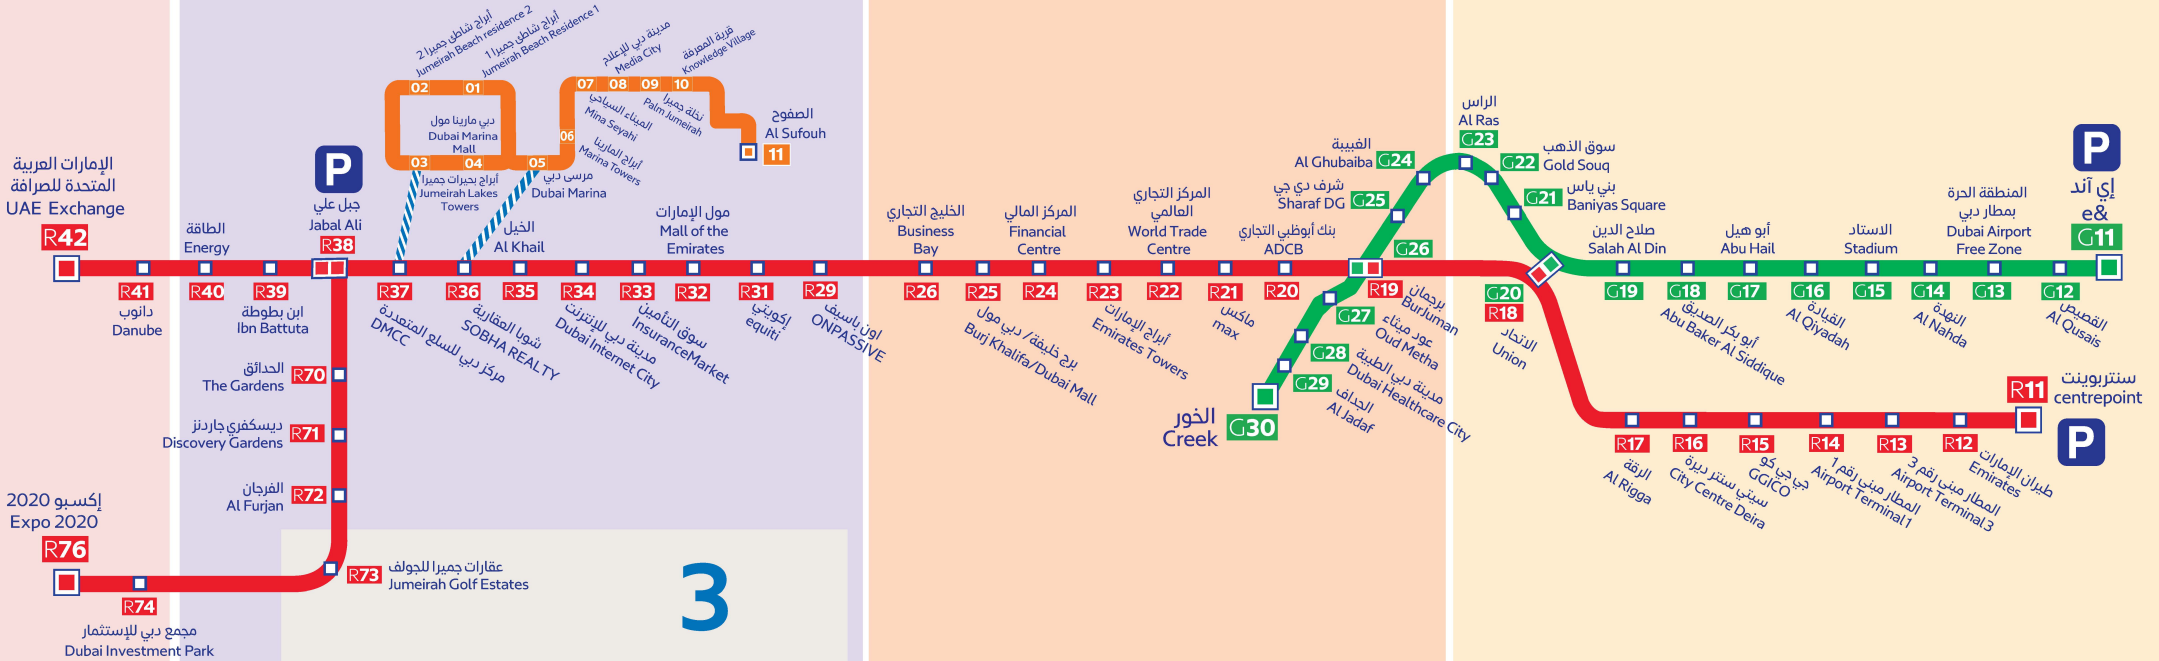 أبراج شاطئ جميرا 2
Jumeirah Beach residence 2
أبراج شاطئ جميرا 1
Jumeirah Beach Residence 1
مدينة دبي للإعلام
Media City
قرية المعرفة
Knowledge Village
02
01
07
08
09
10
دبي مارينا مول
Dubai Marina
Mall
03
04
05
06
الميناء السياحي
Mina Seyahi
نخلة جميرا
Palm Jumeirah
أبراج المارينا
Marina Towers
الصفوح
Al Sufouh
11
أبراج بحيرات جميرا
Jumeirah Lakes
Towers
مرسى دبي
Dubai Marina
الإمارات العربية
المتحدة للصرافة
UAE Exchange
R42
R41
دانوب
Danube
الطاقة
Energy
R40
R39
ابن بطوطة
Ibn Battuta
P
جبل علي
Jabal Ali
R38
R37
مركز دبي للسلع المتعددة
DMCC
R36
شوبا العقارية
SOBHA REALTY
الخيل
Al Khail
R35
R34
مدينة دبي للإنترنت
Dubai Internet City
R33
سوق التأمين
InsuranceMarket
مول الإمارات
Mall of the
Emirates
R32
R31
إكويتي
equiti
R29
اون باسيف
ONPASSIVE
الخليج التجاري
Business
Bay
R26
R25
برج خليفة/ دبي مول
Burj Khalifa/Dubai Mall
المركز المالي
Financial
Centre
R24
R23
أبراج الإمارات
Emirates Towers
المركز التجاري
العالمي
World Trade
Centre
R22
R21
ماكس
max
بنك أبوظبي التجاري
ADCB
R20
R19
برجمان
BurJuman
G26
شرف دي جي
Sharaf DG
G25
الغبيبة
Al Ghubaiba
G24
الراس
Al Ras
G23
G22
سوق الذهب
Gold Souq
G21
بني ياس
Baniyas Square
G20
R18
الاتحاد
Union
G27
عود ميثاء
Oud Metha
G28
مدينة دبي الطبية
Dubai Healthcare City
G29
الجداف
Al Jadaf
الخور
Creek
G30
صلاح الدين
Salah Al Din
G19
G18
أبو بكر الصديق
Abu Baker Al Siddique
أبو هيل
Abu Hail
G17
G16
القيادة
Al Qiyadah
الاستاد
Stadium
G15
G14
النهدة
Al Nahda
المنطقة الحرة
بمطار دبي
Dubai Airport
Free Zone
G13
G12
القصيص
Al Qusais
P
إي آند
e&
G11
R17
الرقة
Al Rigga
R16
سيتي سنتر ديرة
City Centre Deira
R15
جي جي كو
GGICO
R14
المطار مبنى رقم 1
Airport Terminal1
R13
المطار مبنى رقم 3
Airport Terminal3
R12
طيران الإمارات
Emirates
R11
سنتربوينت
centrepoint
P
الحدائق
The Gardens
R70
ديسكفري جاردنز
Discovery Gardens
R71
الفرجان
Al Furjan
R72
R73
عقارات جميرا للجولف
Jumeirah Golf Estates
إكسبو 2020
Expo 2020
R76
R74
مجمع دبي للإستثمار
Dubai Investment Park
3